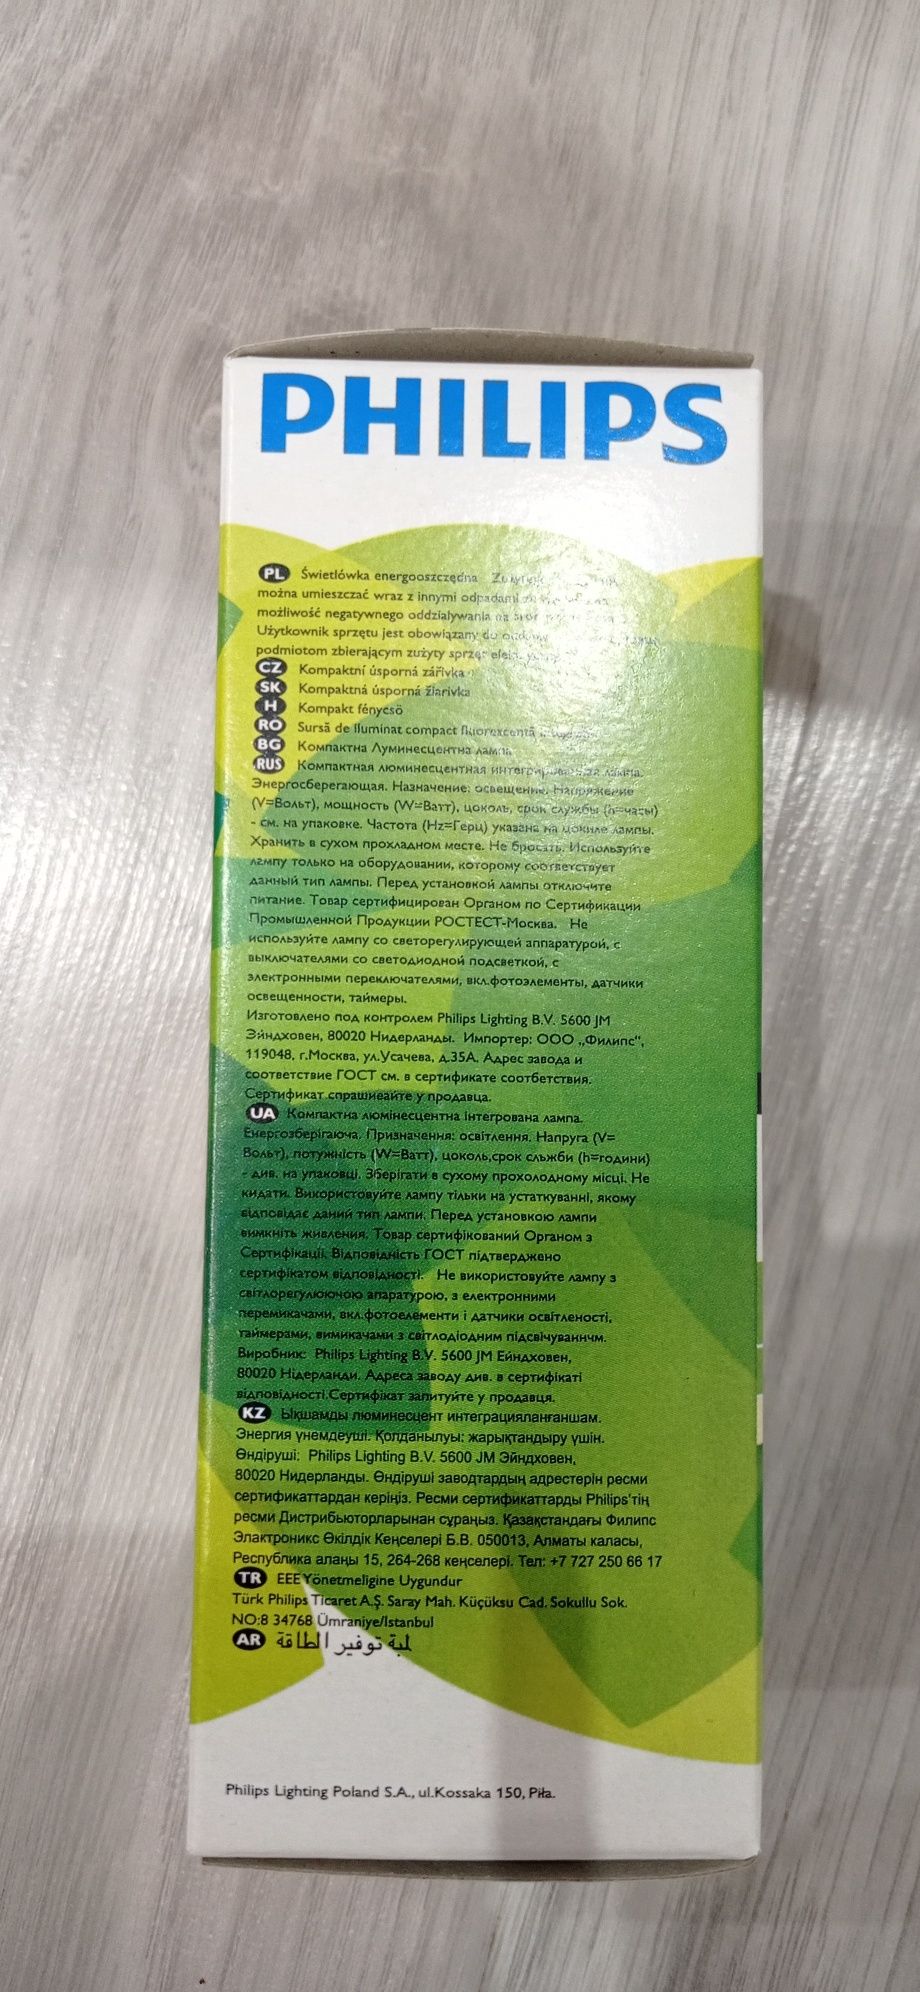 PHILIPS
PL Świetlówka energooszczędna
można umieszczać wraz z innymi odpadami
możliwość negatywnego oddziaływania na
Użytkownik sprzętu jest obowiązany do
podmiotom zbierającym zużyty sprzęt
CZ Kompaktní úsporná zářivka
SK Kompaktná úsporná žiarivka
H Kompakt fénycső
RO Sursă de iluminat compact fluorescentă
BG Компактна Луминесцентна лампа
RUS Компактная люминесцентная интегрированная лампа.
Энергосберегающая. Назначение: освещение. Напряжение
(V=Вольт), мощность (W=Ватт), цоколь, срок службы (h=часы)
- см. на упаковке. Частота (Hz=Герц) указана на цоколе лампы.
Хранить в сухом прохладном месте. Не бросать. Используйте
лампу только на оборудовании, которому соответствует
данный тип лампы. Перед установкой лампы отключите
питание. Товар сертифицирован Органом по Сертификации
Промышленной Продукции РОСТЕСТ-Москва. Не
используйте лампу со светорегулирующей аппаратурой, с
выключателями со светодиодной подсветкой, с
электронными переключателями, вкл.фотоэлементы, датчики
освещенности, таймеры.
Изготовлено под контролем Philips Lighting B.V. 5600 JM
Эйндховен, 80020 Нидерланды. Импортер: ООО „Филипс“,
119048, г.Москва, ул.Усачева, д.35А. Адрес завода и
соответствие ГОСТ см. в сертификате соотбетствия.
Сертификат спрашивайте у продавца.
UA Компактна люмінесцентна інтегрована лампа.
Енергозберігаюча. Призначення: освітлення. Напруга (V=
Вольт), потужність (W=Ватт), цоколь,срок служби (h=години)
- див. на упаковці. Зберігати в сухому прохолодному місці. Не
кидати. Використовуйте лампу тільки на устаткуванні, якому
відповідає даний тип лампи. Перед установкою лампи
вимкніть живлення. Товар сертифікований Органом з
Сертифікації. Відповідність ГОСТ підтверджено
сертифікатом відповідності. Не використовуйте лампу з
світлорегулюючою апаратурою, з електронними
перемикачами, вкл.фотоелементи і датчики освітленості,
таймерами, вимикачами з світлодіодним підсвічуваннчм.
Виробник: Philips Lighting B.V. 5600 JM Ейндховен,
80020 Нідерланди. Адреса заводу див. в сертифікаті
відповідності.Сертифікат запитуйте у продавця.
KZ Ықшамды люминесцент интеграцияланғаншам.
Энергия үнемдеуші. Қолданылуы: жарықтандыру үшін.
Өндіруші: Philips Lighting B.V. 5600 JM Эйндховен,
80020 Нидерланды. Өндіруші заводтардың адрестерін ресми
сертификаттардан керіңіз. Ресми сертификаттарды Philips'тің
ресми Дистрибьюторларынан сұраңыз. Қазақстандағы Филипс
Электроникс Өкілдік Кеңселері Б.В. 050013, Алматы каласы,
Республика алаңы 15, 264-268 кеңселері. Тел: +7 727 250 66 17
TR EEE Yönetmeligine Uygundur
Türk Philips Ticaret A.Ş. Saray Mah. Küçüksu Cad. Sokullu Sok.
NO:8 34768 Ümraniye/Istanbul
AR لمبة توفير الطاقة
Philips Lighting Poland S.A., ul.Kossaka 150, Piła.